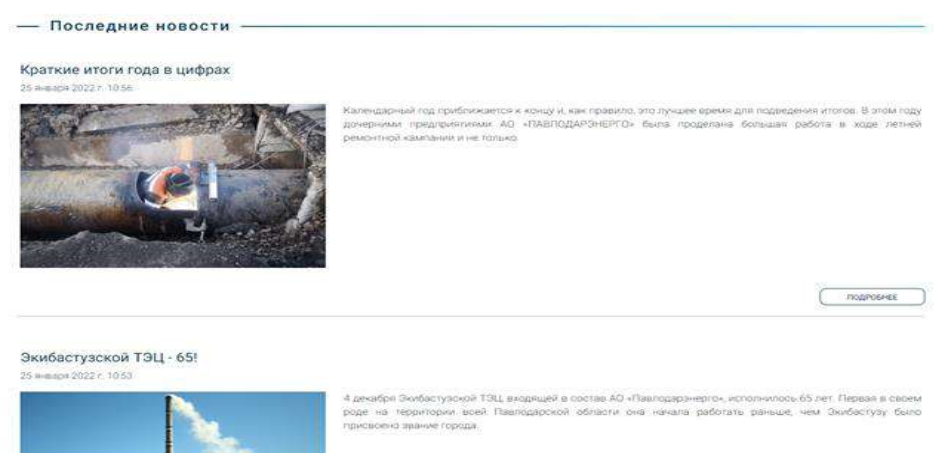 Последние новости
Краткие итоги года в цифрах
25 января 2022 г. 10:56
Календарный год приближается к концу и, как правило, это лучшее время для подведения итогов. В этом году
дочерними предприятиями АО «ПАВЛОДАРЭНЕРГО» была проделана большая работа в ходе летней
ремонтной кампании и не только.
ПОДРОБНЕЕ
Экибастузской ТЭЦ - 65!
25 января 2022 г. 10:53
4 декабря Экибастузской ТЭЦ, входящей в состав АО «Павлодарэнерго», исполнилось 65 лет. Первая в своем
роде на территории всей Павлодарской области она начала работать раньше, чем Экибастузу было
присвоено звание города.